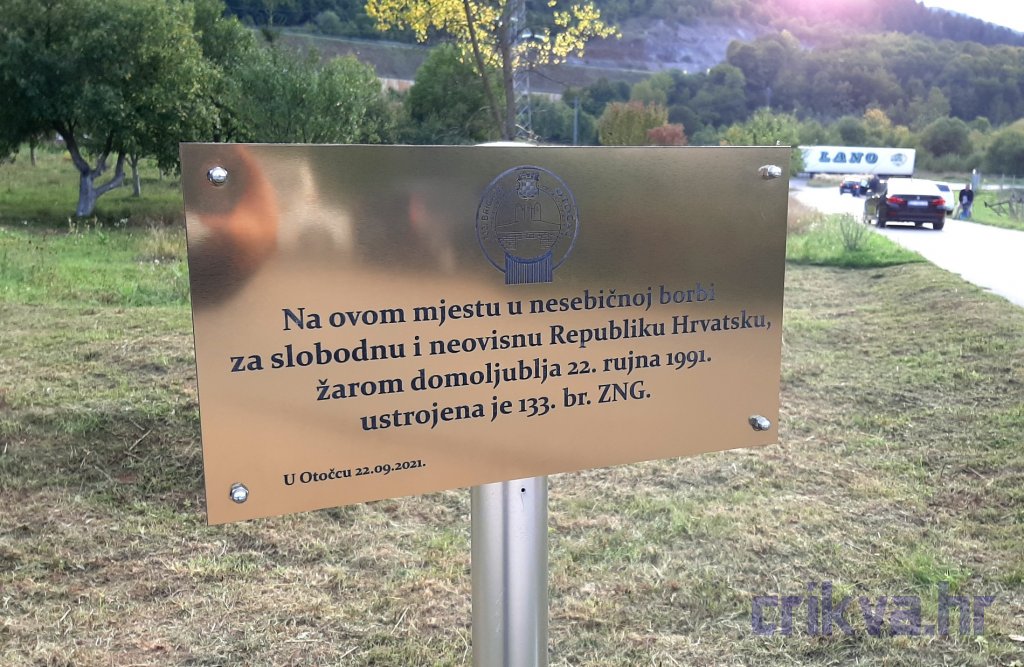 LANO
Na ovom mjestu u nesebičnoj borbi
za slobodnu i neovisnu Republiku Hrvatsku,
žarom domoljublja 22. rujna 1991.
ustrojena je 133. br. ZNG.
U Otočcu 22.09.2021.
crikva.hr